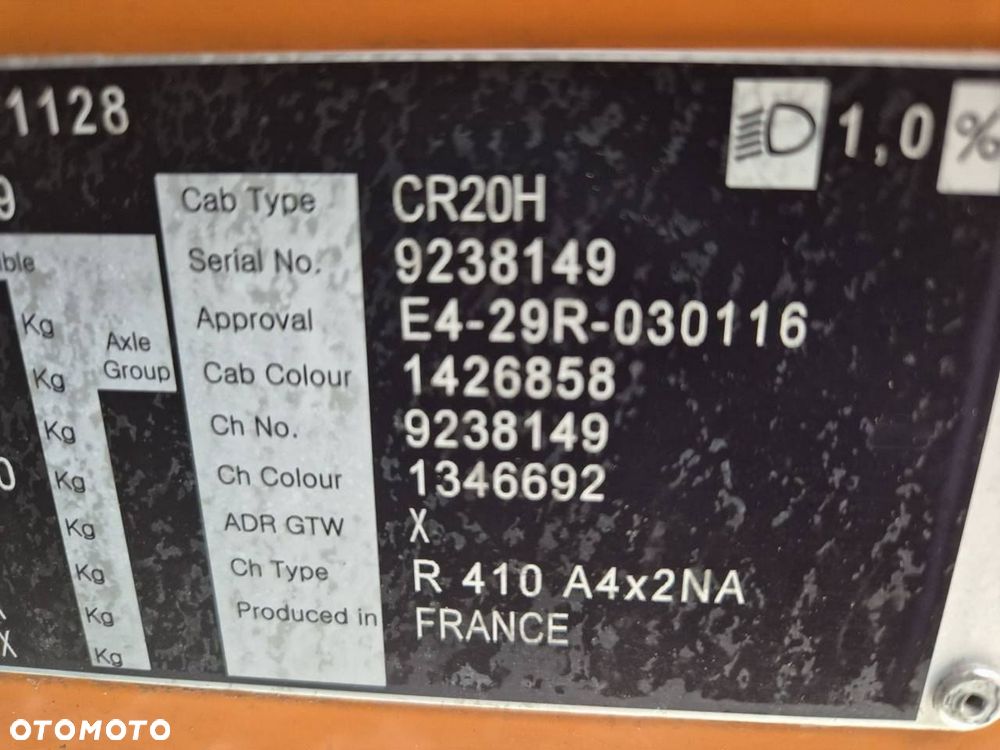 1128
1,0 %
9
Cab Type CR20H
Serial No. 9238149
Approval E4-29R-030116
Kg Axle Group
Cab Colour 1426858
Kg
Ch No. 9238149
Kg
Ch Colour 1346692
0 Kg
ADR GTW X
Kg
Ch Type R 410 A4x2NA
Kg
Produced in FRANCE
Kg
X Kg
OTOMOTO